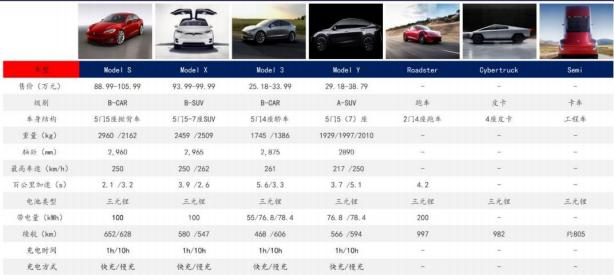 车型 Model S Model X Model 3 Model Y Roadster Cybertruck Semi
售价 (万元) 88.99-105.99 93.99-99.99 25.18-33.99 29.18-38.79 - - -
级别 B-CAR B-SUV B-CAR A-SUV 跑车 皮卡 卡车
车身结构 5门5座掀背车 5门5-7座SUV 5门4座轿车 5门5 (7) 座 2门4座跑车 4座皮卡 工程车
重量 (kg) 2960 /2162 2459 /2509 1745 /1386 1929/1997/2010 - - -
轴距 (mm) 2,960 2,965 2,875 2890 - - -
最高车速 (km/h) 250 250 /262 261 217 /250 - - -
百公里加速 (s) 2.1 /3.2 3.9 /2.6 5.6/3.3 3.7 /5.1 4.2 - -
电池类型 三元锂 三元锂 三元锂 三元锂 三元锂 三元锂 三元锂
带电量 (kWh) 100 100 55/76.8/78.4 76.8 /78.4 200 - -
续航 (km) 652/628 580 /547 468 /606 566 /594 997 982 约805
充电时间 1h/10h 1h/10h 1h/10h 1h/10h - - -
充电方式 快充/慢充 快充/慢充 快充/慢充 快充/慢充 - - -